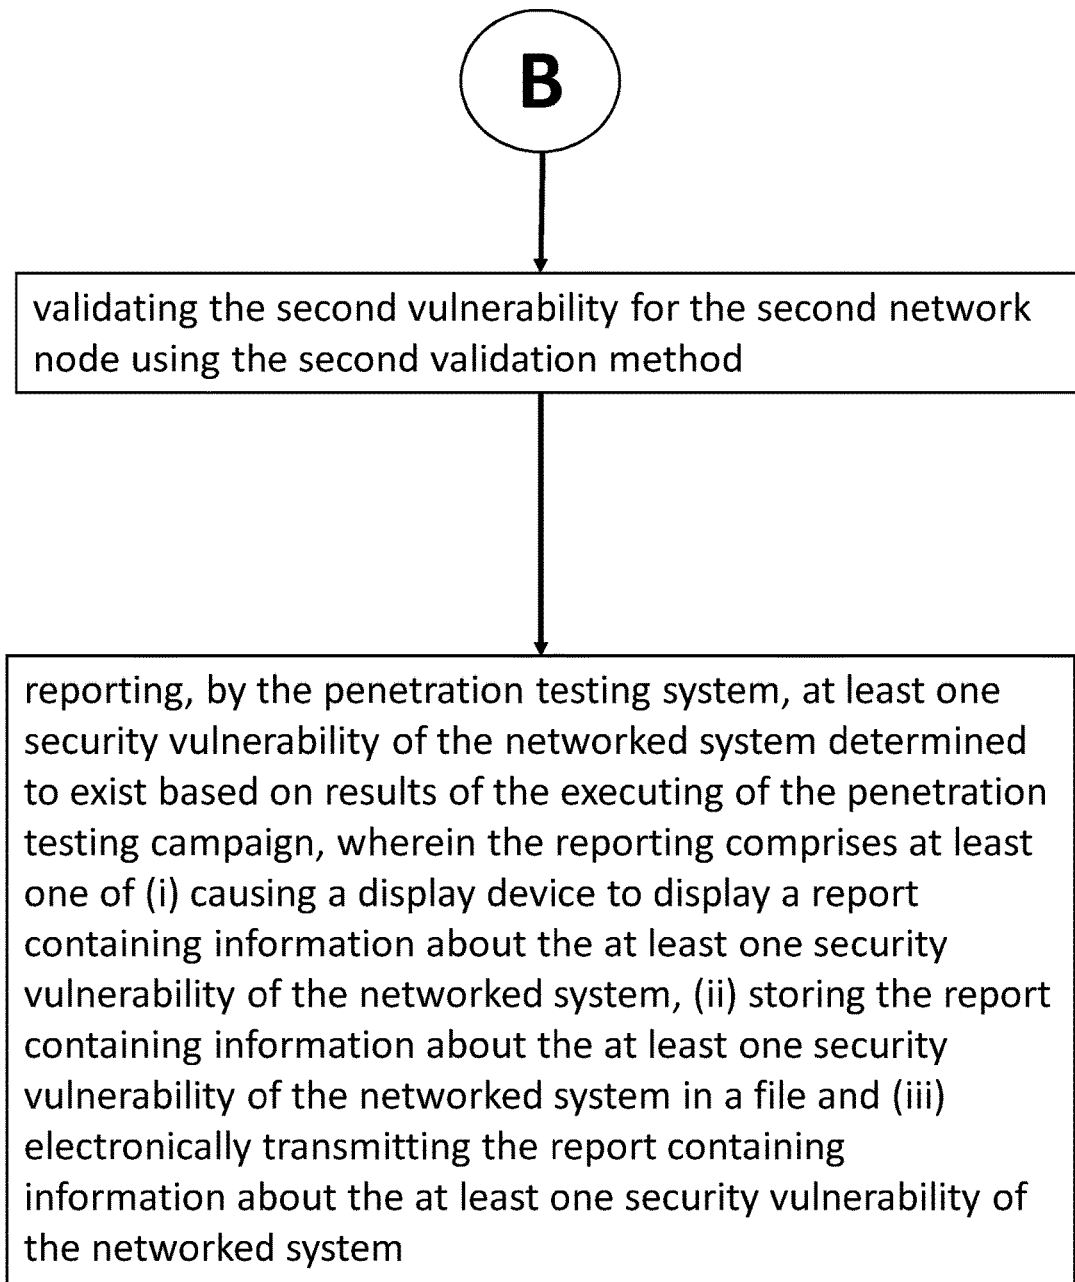 B
validating the second vulnerability for the second network
node using the second validation method
reporting, by the penetration testing system, at least one
security vulnerability of the networked system determined
to exist based on results of the executing of the penetration
testing campaign, wherein the reporting comprises at least
one of (i) causing a display device to display a report
containing information about the at least one security
vulnerability of the networked system, (ii) storing the report
containing information about the at least one security
vulnerability of the networked system in a file and (iii)
electronically transmitting the report containing
information about the at least one security vulnerability of
the networked system